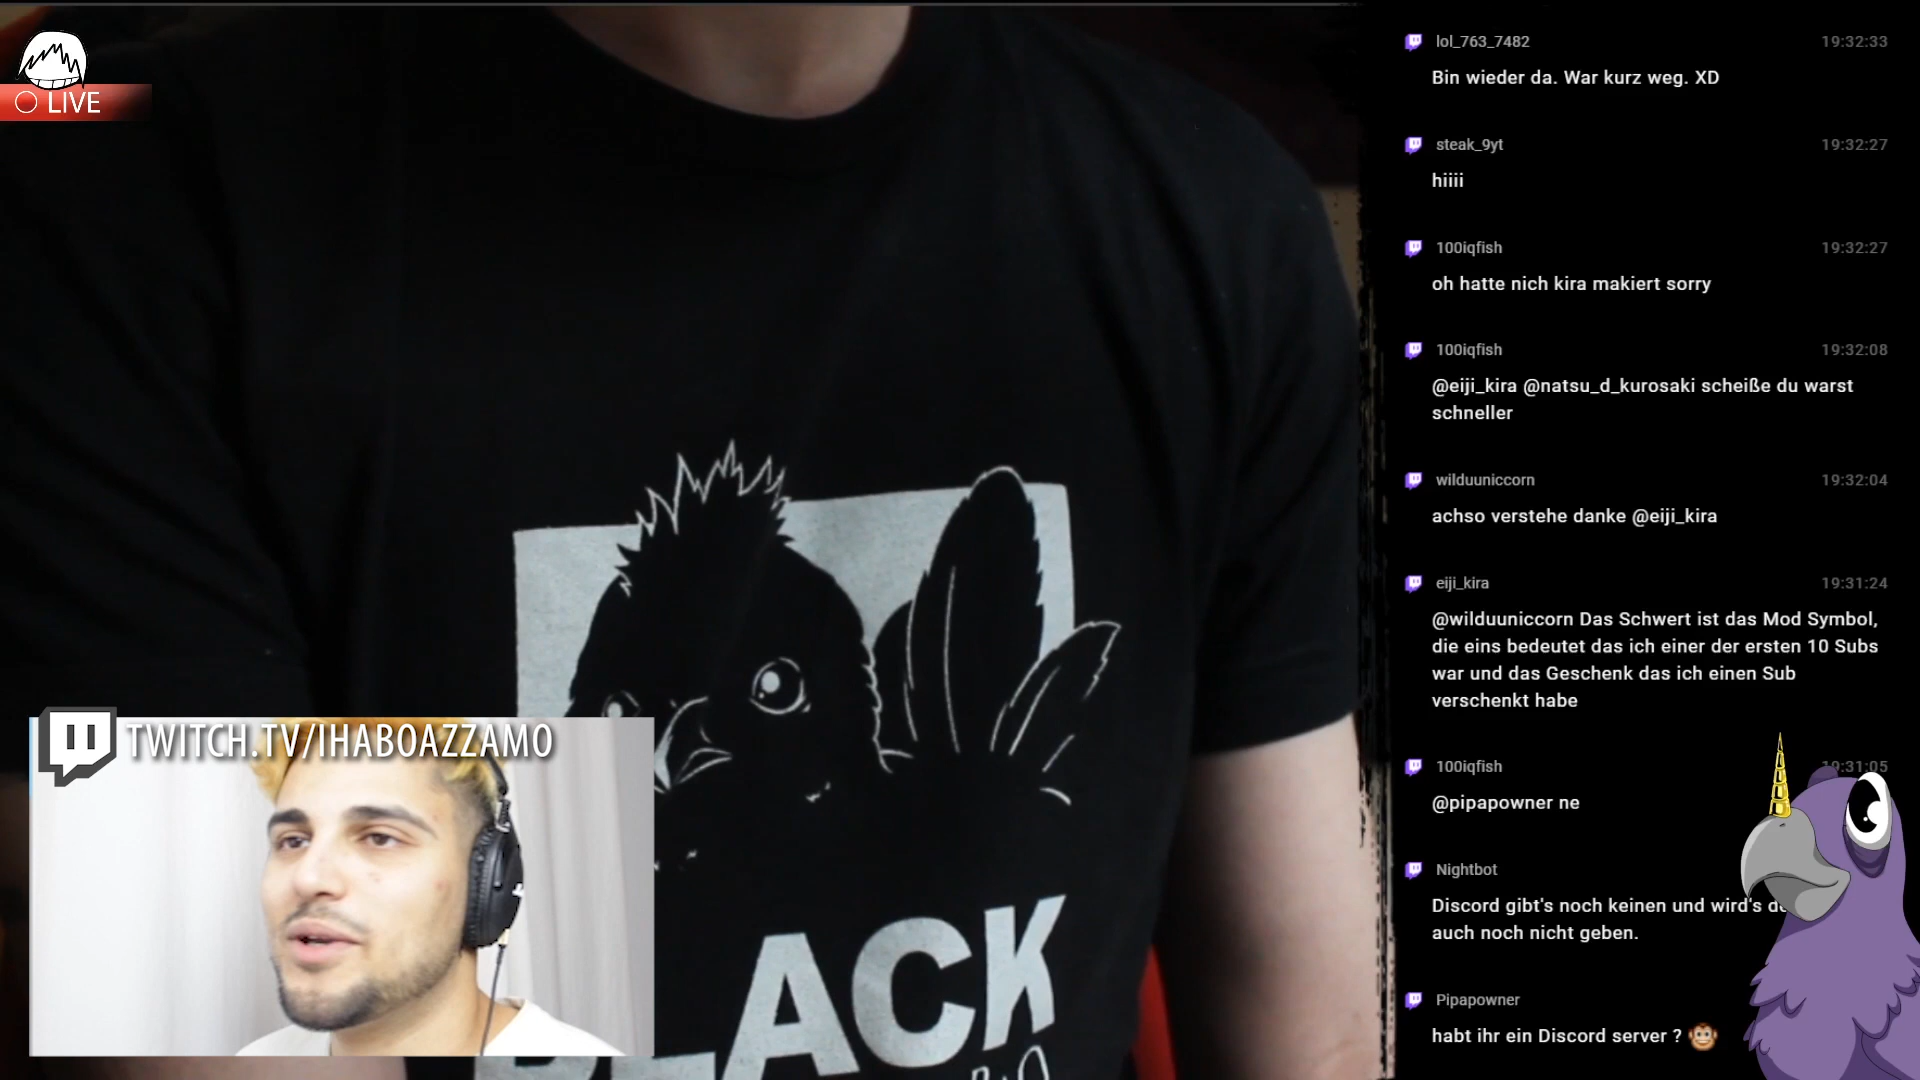 LIVE
TWITCH.TV/IHABOAZZAMO
ACK
lol_763_7482 19:32:33
Bin wieder da. War kurz weg. XD
steak_9yt 19:32:27
hiiii
100iqfish 19:32:27
oh hatte nich kira makiert sorry
100iqfish 19:32:08
@eiji_kira @natsu_d_kurosaki scheiße du warst
schneller
wilduuniccorn 19:32:04
achso verstehe danke @eiji_kira
eiji_kira 19:31:24
@wilduuniccorn Das Schwert ist das Mod Symbol,
die eins bedeutet das ich einer der ersten 10 Subs
war und das Geschenk das ich einen Sub
verschenkt habe
100iqfish 19:31:05
@pipapowner ne
Nightbot
Discord gibt's noch keinen und wird's
auch noch nicht geben.
Pipapowner
habt ihr ein Discord server ?